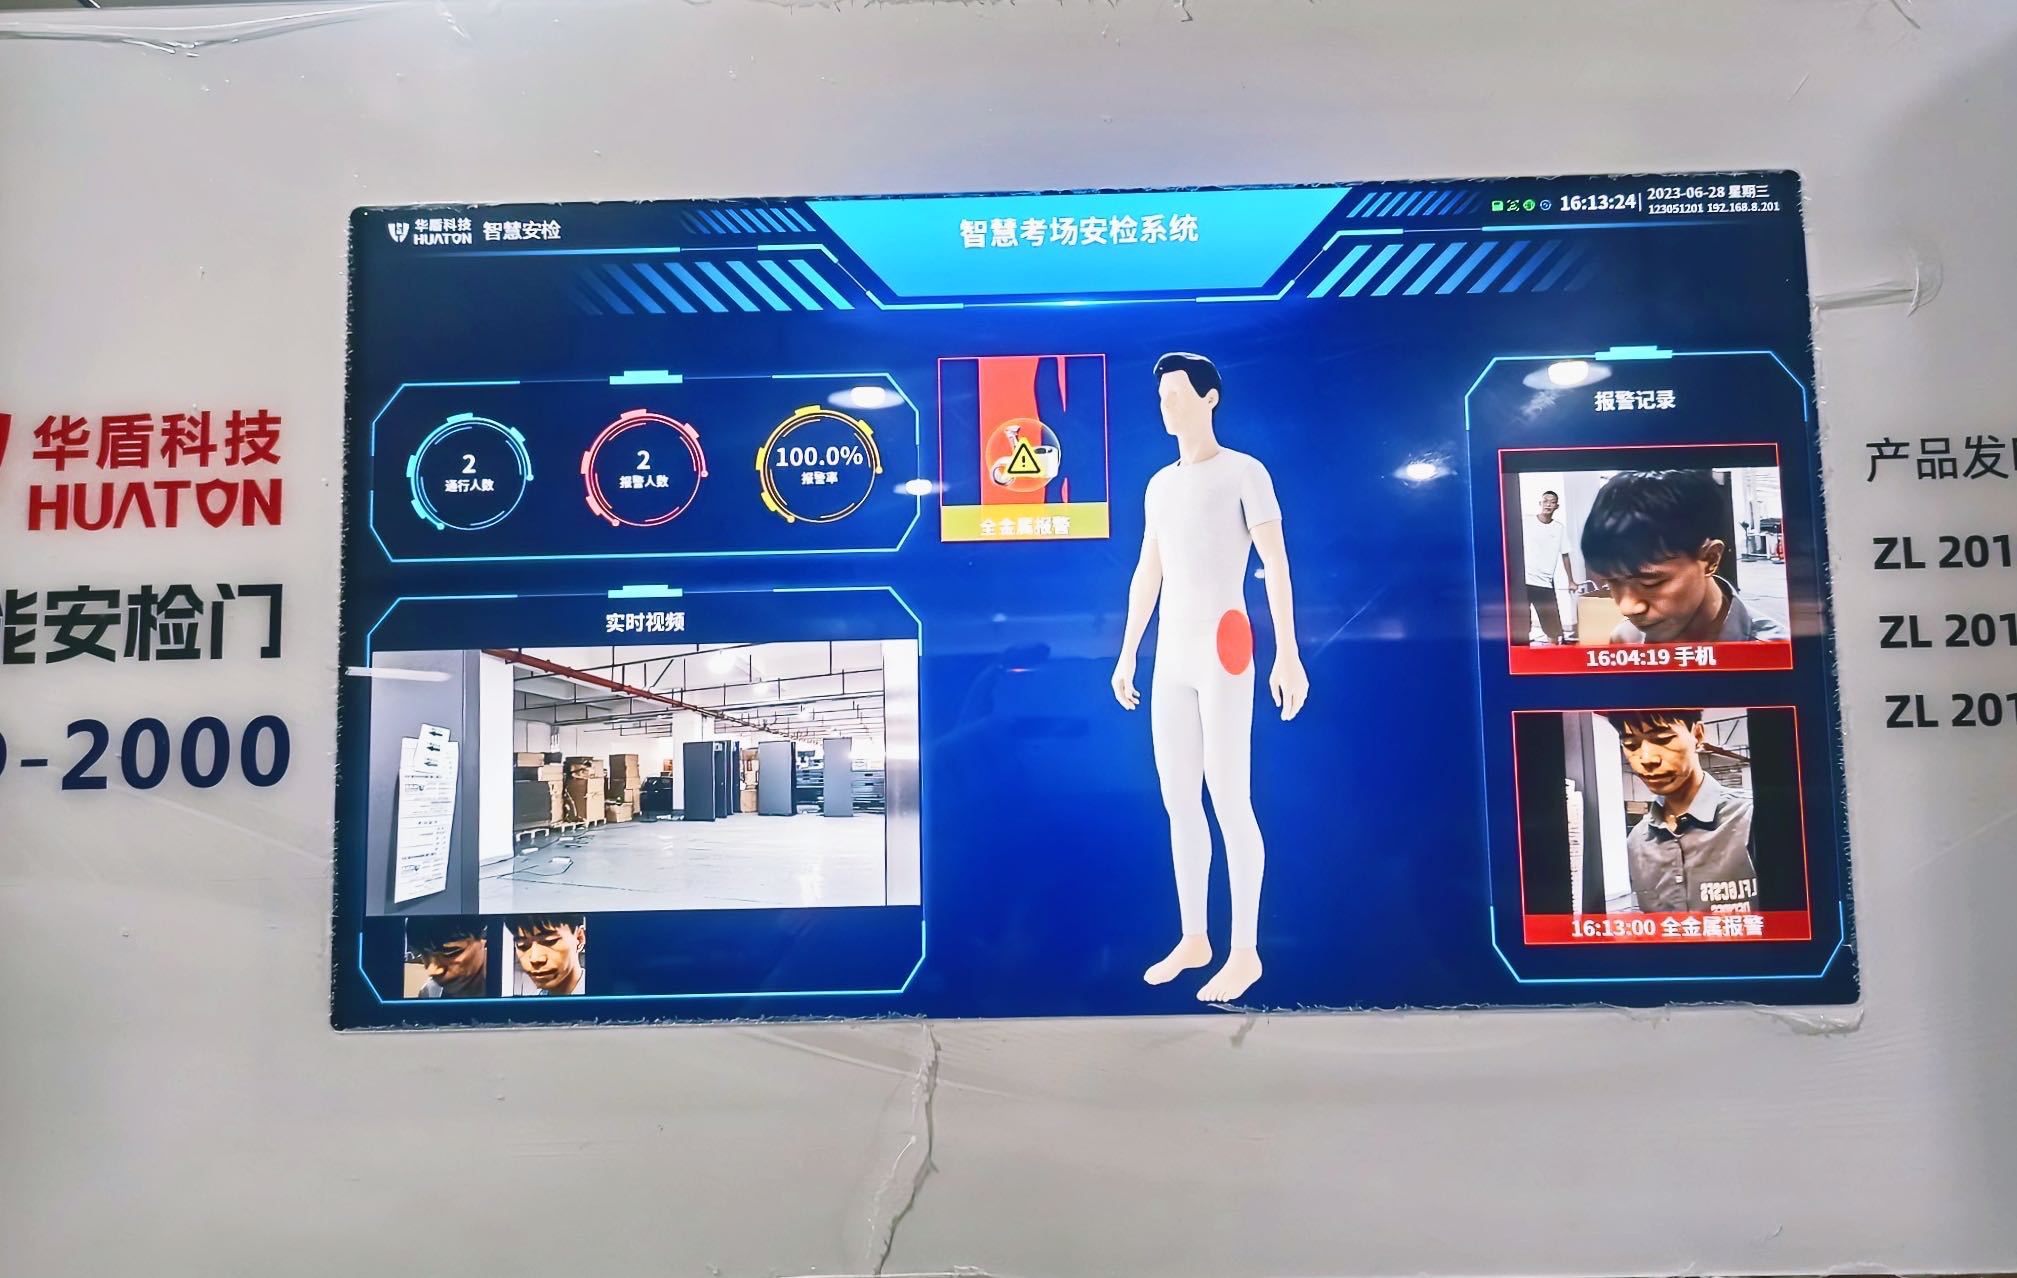 华盾科技
HUATON
智慧安检
智慧考场安检系统
16:13:24
2023-06-28 星期三
123051201 192.168.8.201
2
通行人数
2
报警人数
100.0%
报警率
全金属报警
实时视频
报警记录
16:04:19 手机
16:13:00 全金属报警
华盾科技
HUATON
能安检门
-2000
产品发
ZL 201
ZL 201
ZL 201